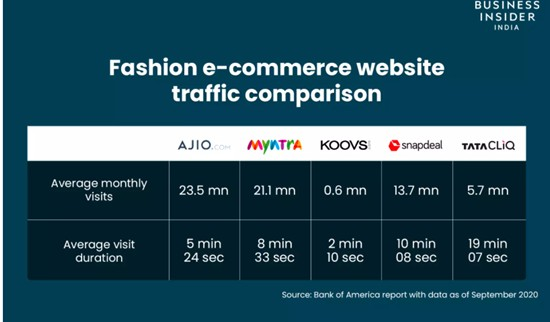 BUSINESS
INSIDER
INDIA
Fashion e-commerce website
traffic comparison
AJIO.COM MYNTRA KOOVS snapdeal TATA CLiQ
Average monthly
visits
23.5 mn 21.1 mn 0.6 mn 13.7 mn 5.7 mn
Average visit
duration
5 min 8 min 2 min 10 min 19 min
24 sec 33 sec 10 sec 08 sec 07 sec
Source: Bank of America report with data as of September 2020